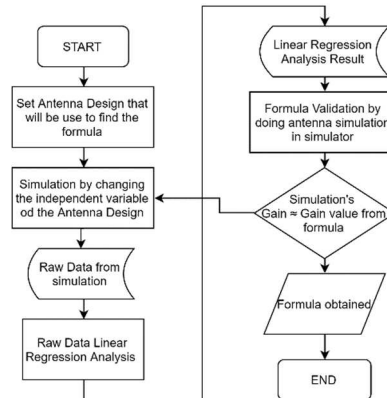 START
Set Antenna Design that
will be use to find the
formula
Simulation by changing
the independent variable
od the Antenna Design
Raw Data from
simulation
Raw Data Linear
Regression Analysis
Linear Regression
Analysis Result
Formula Validation by
doing antenna simulation
in simulator
Simulation's
Gain ≈ Gain value from
formula
Formula obtained
END